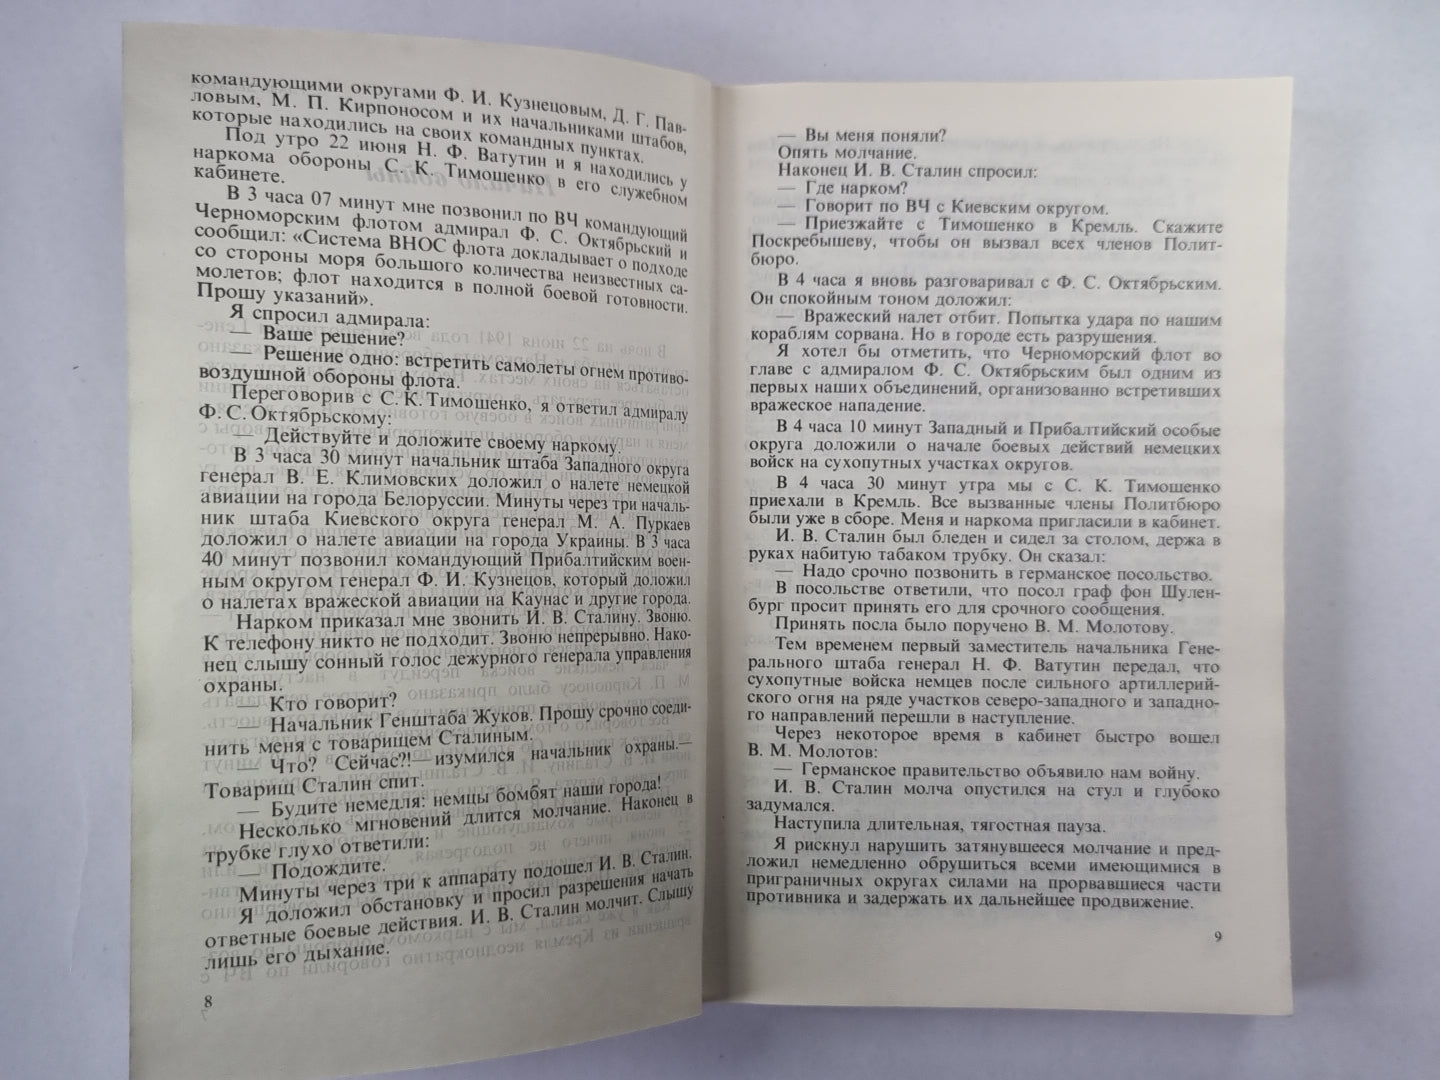 командующими округами Ф. И. Кузнецовым, Д. Г. Пав-
ловым, М. П. Кирпоносом и их начальниками штабов,
которые находились на своих командных пунктах.
Под утро 22 июня Н. Ф. Ватутин и я находились у
наркома обороны С. К. Тимошенко в его служебном
кабинете.
В 3 часа 07 минут мне позвонил по ВЧ командующий
Черноморским флотом адмирал Ф. С. Октябрьский и
сообщил: «Система ВНОС флота докладывает о подходе
со стороны моря большого количества неизвестных са-
молетов; флот находится в полной боевой готовности.
Прошу указаний».
Я спросил адмирала:
— Ваше решение?
— Решение одно: встретить самолеты огнем противо-
воздушной обороны флота.
Переговорив с С. К. Тимошенко, я ответил адмиралу
Ф. С. Октябрьскому:
— Действуйте и доложите своему наркому.
В 3 часа 30 минут начальник штаба Западного округа
генерал В. Е. Климовских доложил о налете немецкой
авиации на города Белоруссии. Минуты через три началь-
ник штаба Киевского округа генерал М. А. Пуркаев
доложил о налете авиации на города Украины. В 3 часа
40 минут позвонил командующий Прибалтийским воен-
ным округом генерал Ф. И. Кузнецов, который доложил
о налетах вражеской авиации на Каунас и другие города.
Нарком приказал мне звонить И. В. Сталину. Звоню.
К телефону никто не подходит. Звоню непрерывно. Нако-
нец слышу сонный голос дежурного генерала управления
охраны.
— Кто говорит?
— Начальник Генштаба Жуков. Прошу срочно соеди-
нить меня с товарищем Сталиным.
— Что? Сейчас?!—изумился начальник охраны.—
Товарищ Сталин спит.
— Будите немедля: немцы бомбят наши города!
Несколько мгновений длится молчание. Наконец в
трубке глухо ответили:
— Подождите.
Минуты через три к аппарату подошел И. В. Сталин.
Я доложил обстановку и просил разрешения начать
ответные боевые действия. И. В. Сталин молчит. Слышу
лишь его дыхание.
8
— Вы меня поняли?
Опять молчание.
Наконец И. В. Сталин спросил:
— Где нарком?
— Говорит по ВЧ с Киевским округом.
— Приезжайте с Тимошенко в Кремль. Скажите
Поскребышеву, чтобы он вызвал всех членов Полит-
бюро.
В 4 часа я вновь разговаривал с Ф. С. Октябрьским.
Он спокойным тоном доложил:
— Вражеский налет отбит. Попытка удара по нашим
кораблям сорвана. Но в городе есть разрушения.
Я хотел бы отметить, что Черноморский флот во
главе с адмиралом Ф. С. Октябрьским был одним из
первых наших объединений, организованно встретивших
вражеское нападение.
В 4 часа 10 минут Западный и Прибалтийский особые
округа доложили о начале боевых действий немецких
войск на сухопутных участках округов.
В 4 часа 30 минут утра мы с С. К. Тимошенко
приехали в Кремль. Все вызванные члены Политбюро
были уже в сборе. Меня и наркома пригласили в кабинет.
И. В. Сталин был бледен и сидел за столом, держа в
руках набитую табаком трубку. Он сказал:
— Надо срочно позвонить в германское посольство.
В посольстве ответили, что посол граф фон Шулен-
бург просит принять его для срочного сообщения.
Принять посла было поручено В. М. Молотову.
Тем временем первый заместитель начальника Гене-
рального штаба генерал Н. Ф. Ватутин передал, что
сухопутные войска немцев после сильного артиллерий-
ского огня на ряде участков северо-западного и западно-
го направлений перешли в наступление.
Через некоторое время в кабинет быстро вошел
В. М. Молотов:
— Германское правительство объявило нам войну.
И. В. Сталин молча опустился на стул и глубоко
задумался.
Наступила длительная, тягостная пауза.
Я рискнул нарушить затянувшееся молчание и пред-
ложил немедленно обрушиться всеми имеющимися в
приграничных округах силами на прорвавшиеся части
противника и задержать их дальнейшее продвижение.
9